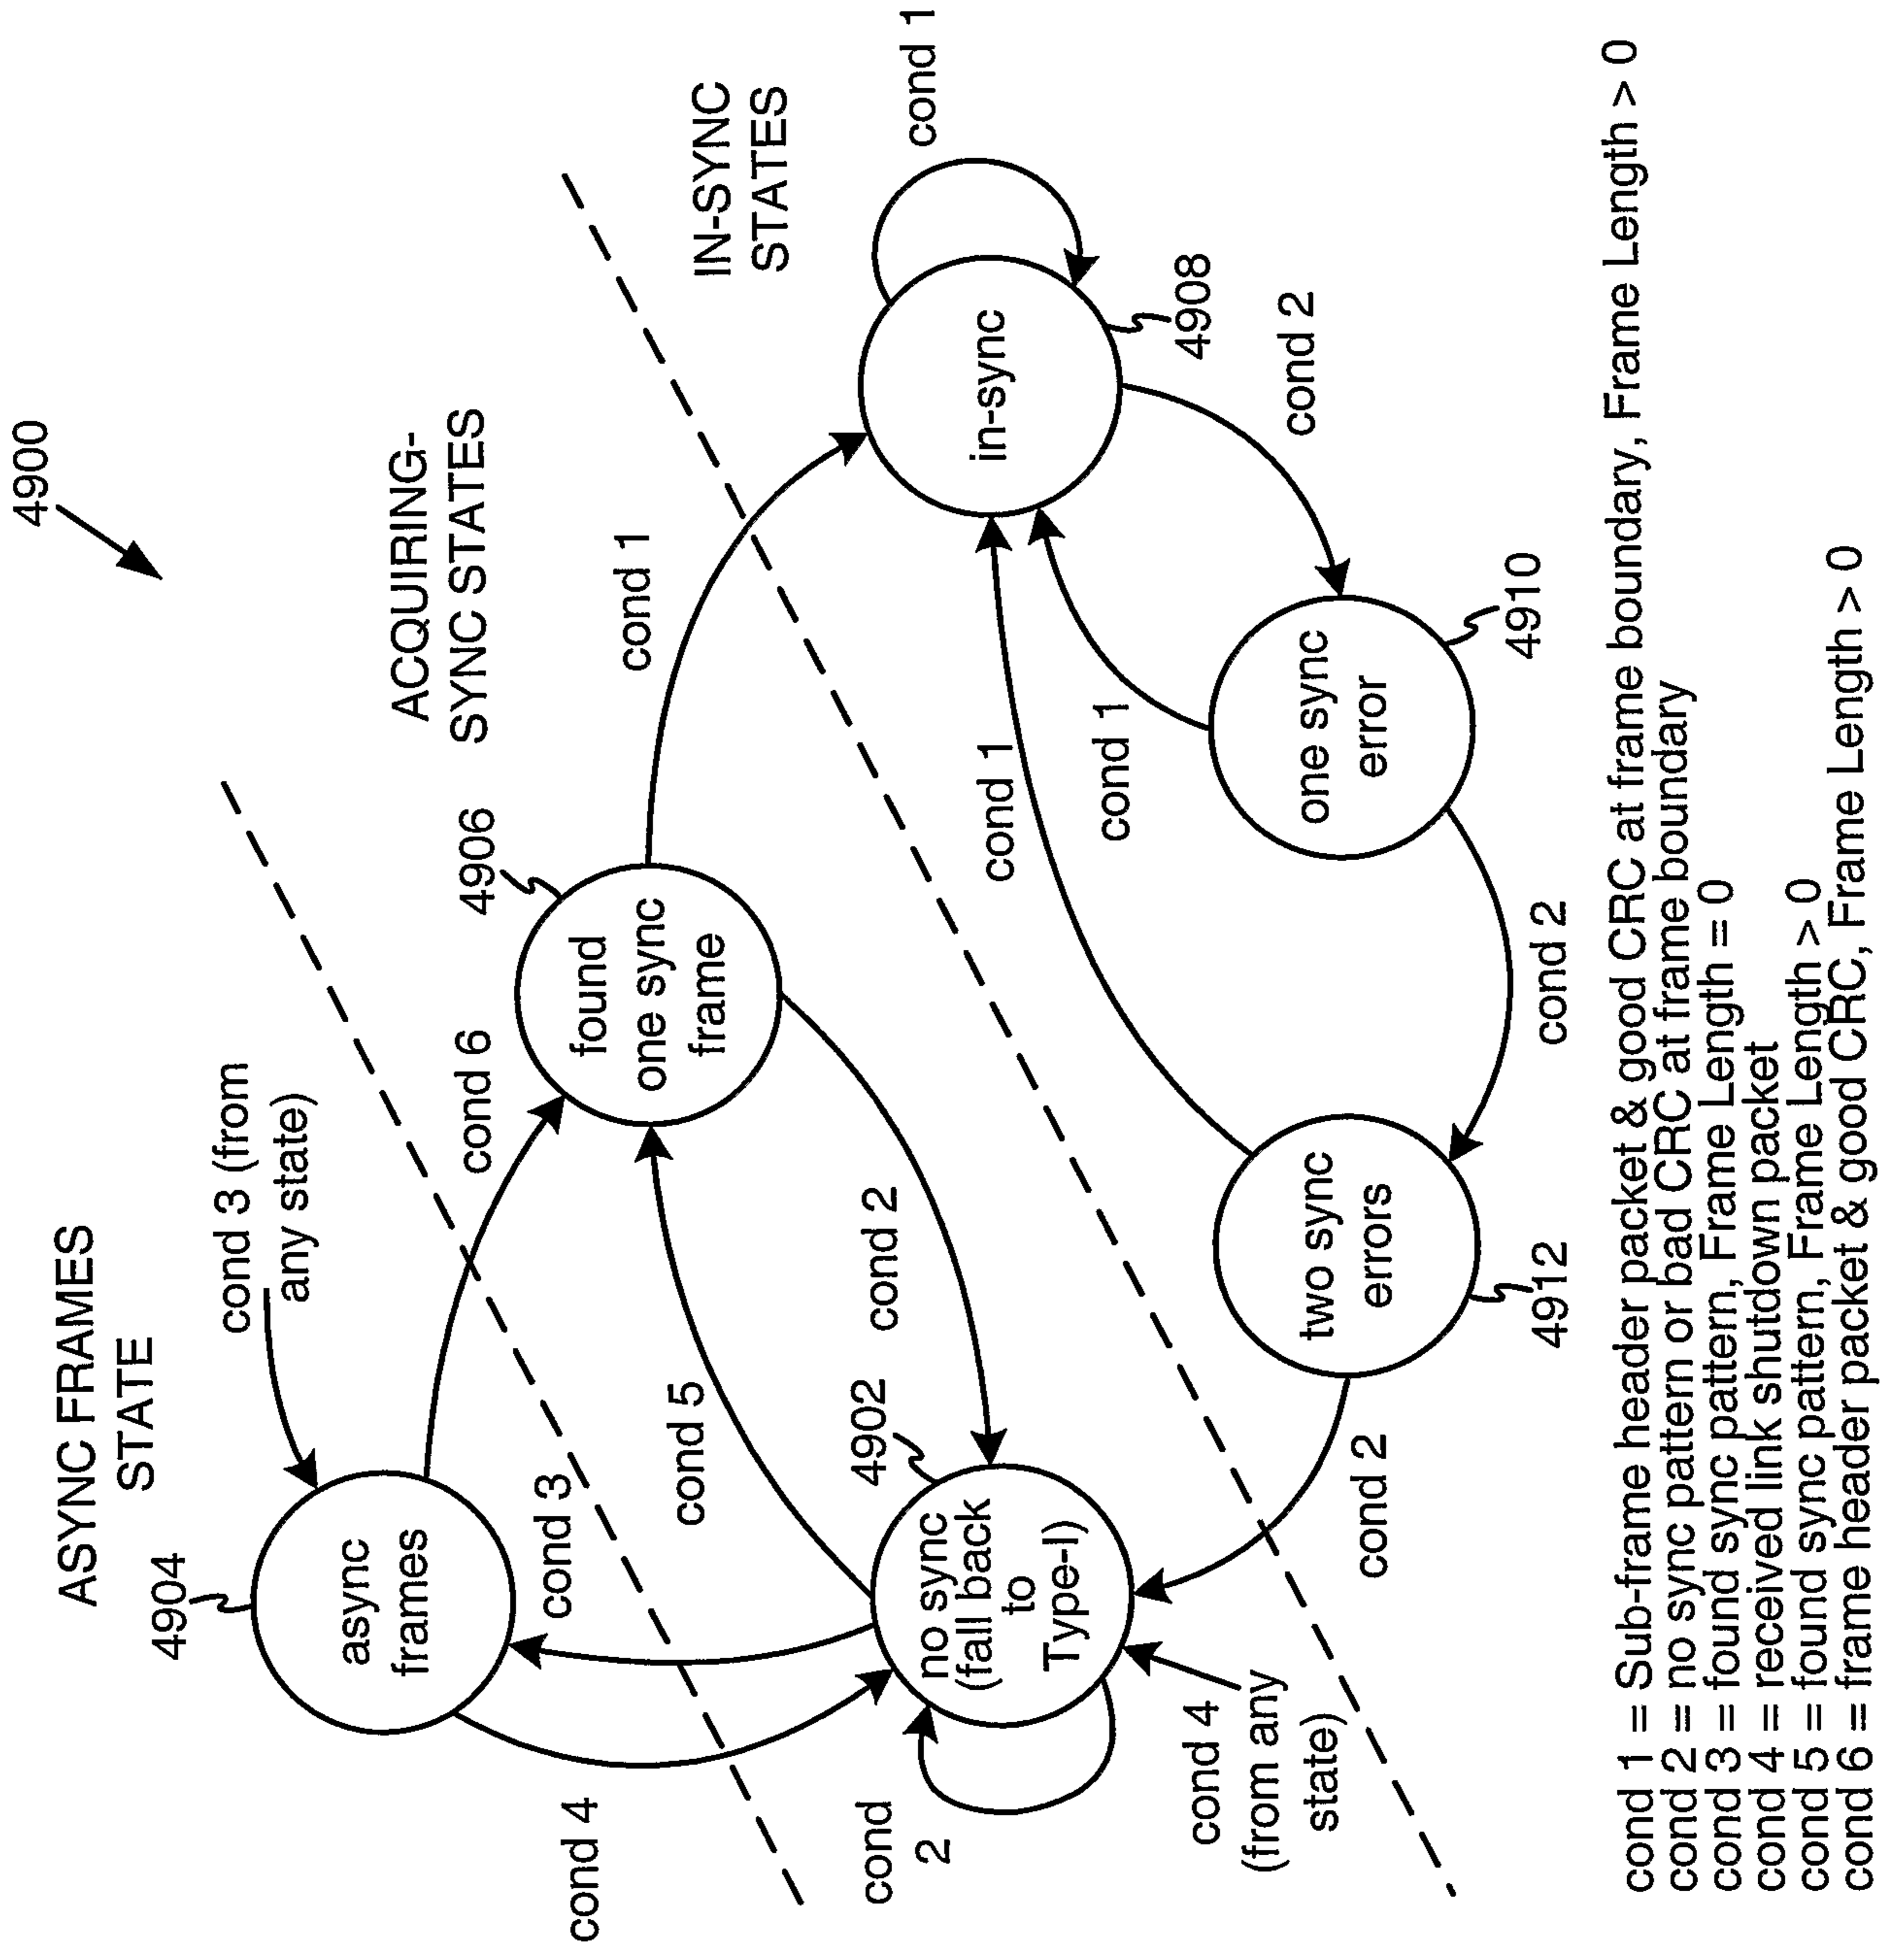 4900
ASYNC FRAMES
STATE
ACQUIRING-
SYNC STATES
IN-SYNC
STATES
4904
async
frames
cond 3 (from
any state)
cond 6
4906
found
one sync
frame
cond 1
cond 1
in-sync
4908
cond 4
cond 3
cond 5
cond 2
cond 1
cond 1
cond 2
cond
2
4902
no sync
(fall back
to
Type-I)
cond 4
(from any
state)
cond 2
4912
two sync
errors
cond 2
one sync
error
4910
cond 1 = Sub-frame header packet & good CRC at frame boundary, Frame Length > 0
cond 2 = no sync pattern or bad CRC at frame boundary
cond 3 = found sync pattern, Frame Length = 0
cond 4 = received link shutdown packet
cond 5 = found sync pattern, Frame Length > 0
cond 6 = frame header packet & good CRC, Frame Length > 0